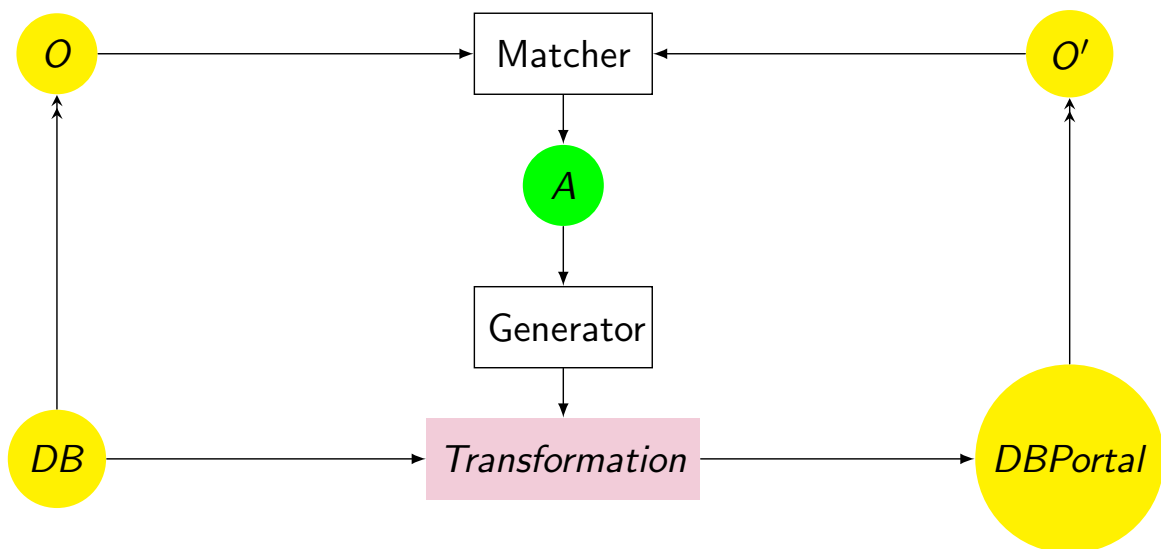 O
Matcher
O′
A
Generator
DB
Transformation
DBPortal